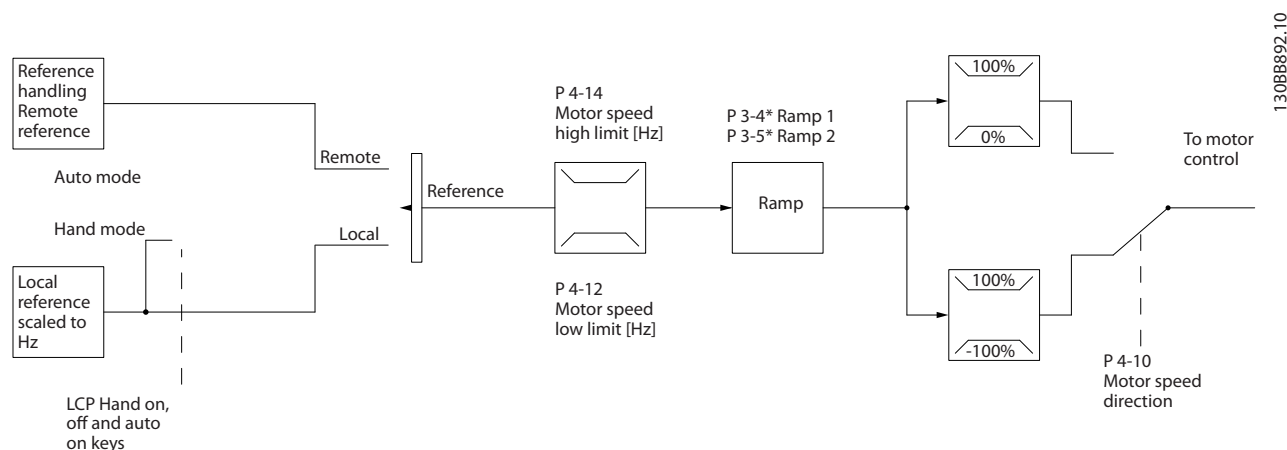 Reference
handling
Remote
reference
Auto mode
Hand mode
Local
reference
scaled to
Hz
LCP Hand on,
off and auto
on keys
Remote
Local
Reference
P 4-14
Motor speed
high limit [Hz]
P 4-12
Motor speed
low limit [Hz]
P 3-4* Ramp 1
P 3-5* Ramp 2
Ramp
100%
0%
100%
-100%
To motor
control
P 4-10
Motor speed
direction
130BB892.10